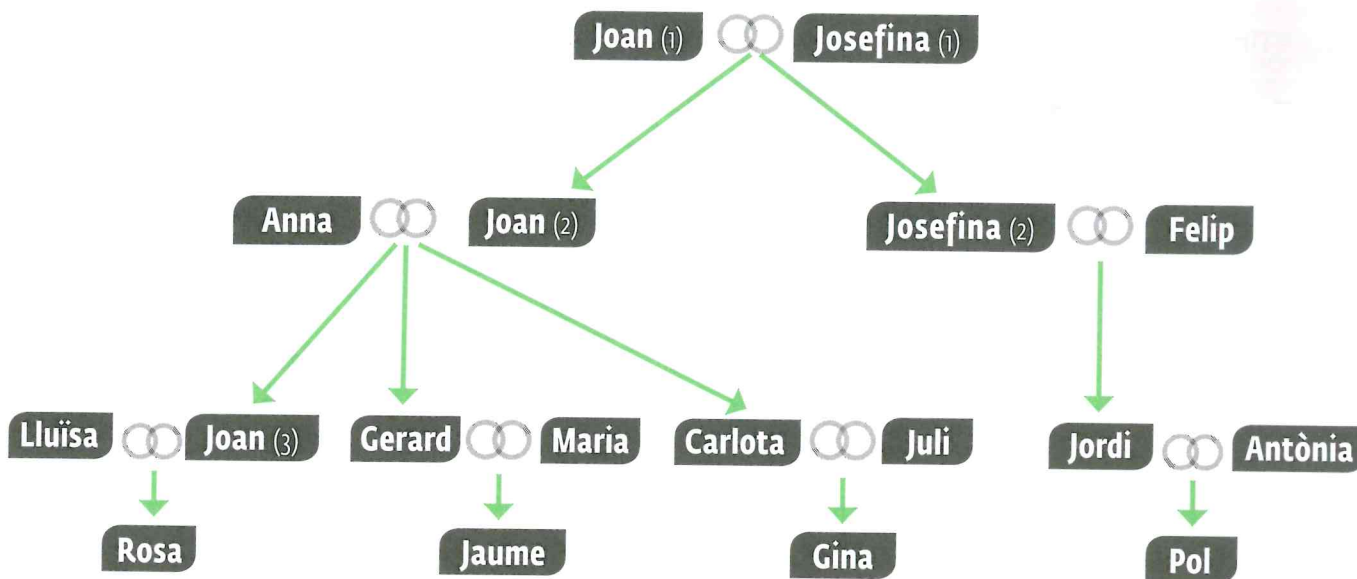 Joan (1) Josefina (1)
Anna Joan (2) Josefina (2) Felip
Lluïsa Joan (3) Gerard Maria Carlota Juli Jordi Antònia
Rosa Jaume Gina Pol